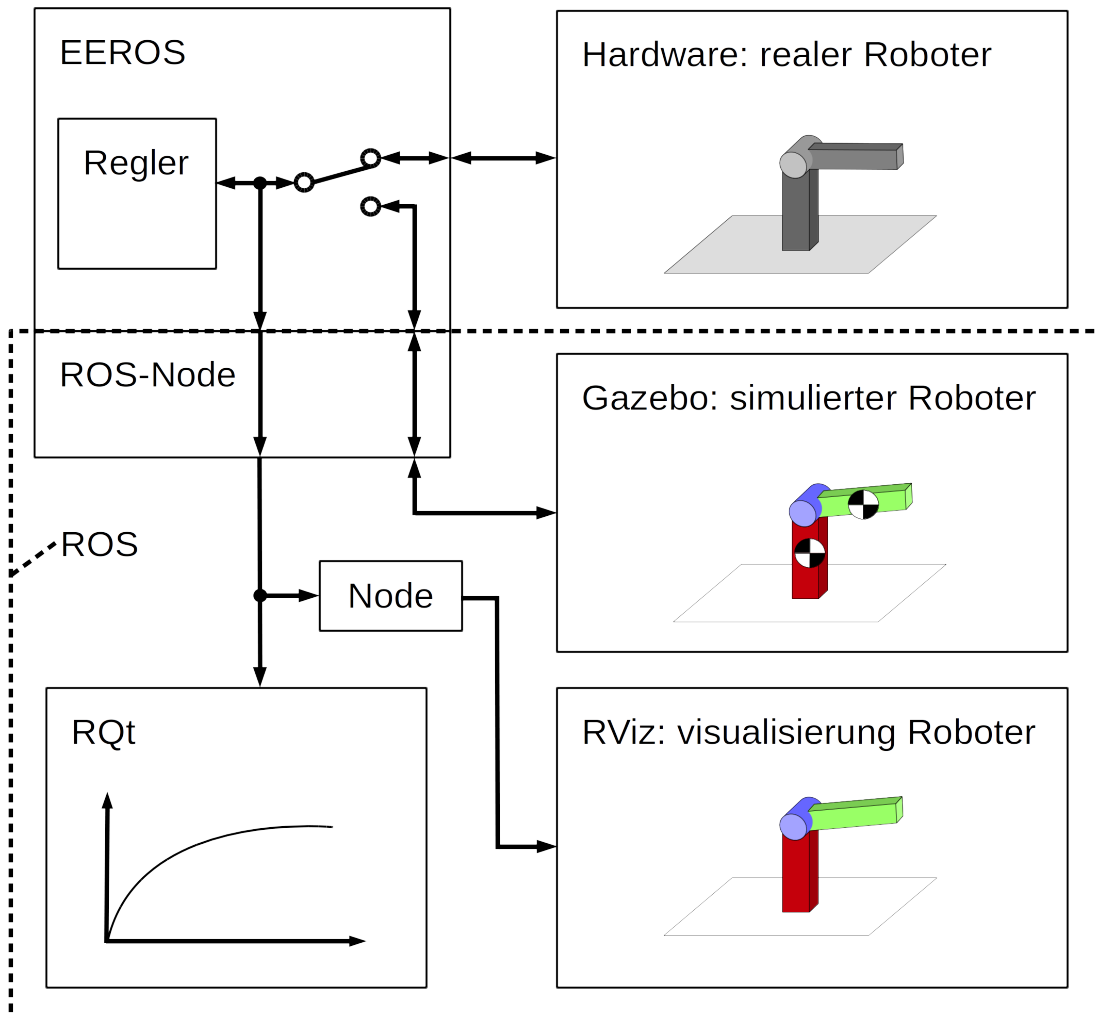 EEROS
Regler
Hardware: realer Roboter
ROS-Node
Gazebo: simulierter Roboter
ROS
Node
RQt
RViz: visualisierung Roboter